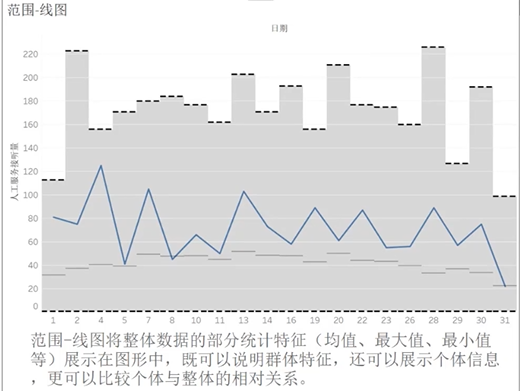 范围-线图
日期
220
200
180
160
140
120
100
80
60
40
20
0
人工服务接听量
1 2 4 5 7 8 10 11 13 14 16 19 20 22 23 26 28 29 30 31
范围-线图将整体数据的部分统计特征（均值、最大值、最小值
等）展示在图形中，既可以说明群体特征，还可以展示个体信息
，更可以比较个体与整体的相对关系。